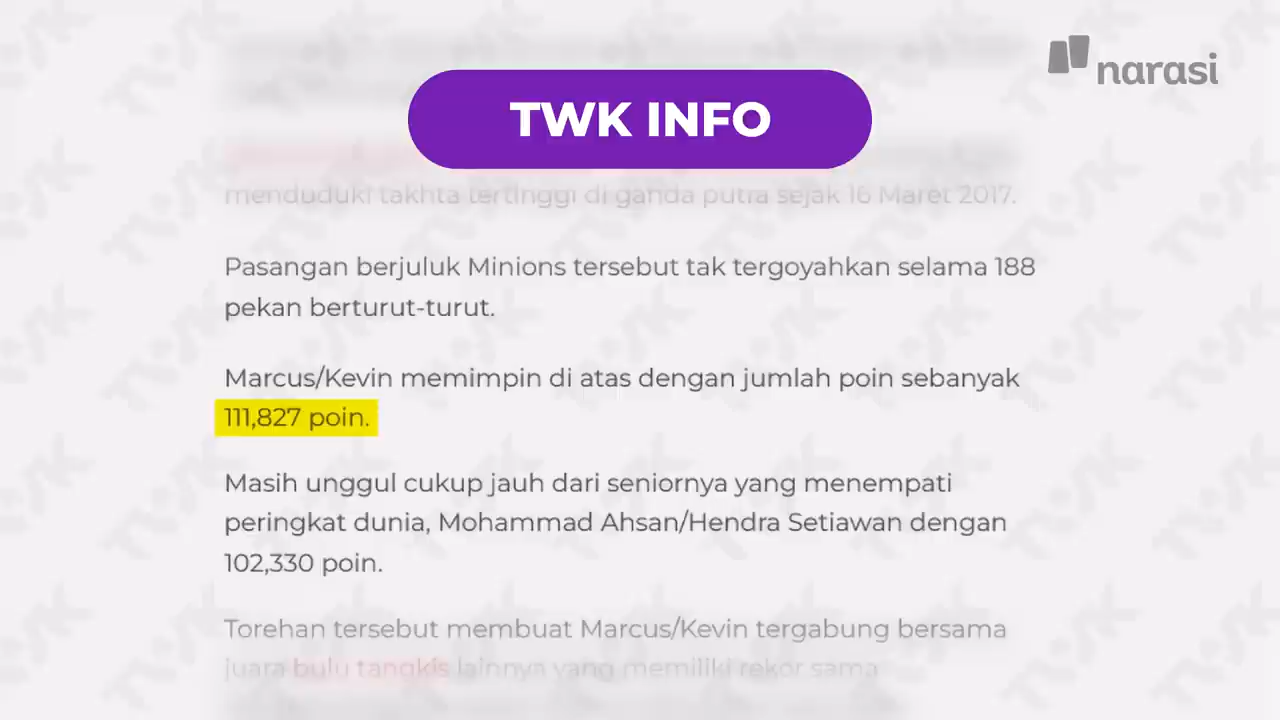 narasi
TWK INFO
menduduki takhta tertinggi di ganda putra sejak 16 Maret 2017.
Pasangan berjuluk Minions tersebut tak tergoyahkan selama 188
pekan berturut-turut.
Marcus/Kevin memimpin di atas dengan jumlah poin sebanyak
111,827 poin.
Masih unggul cukup jauh dari seniornya yang menempati
peringkat dunia, Mohammad Ahsan/Hendra Setiawan dengan
102,330 poin.
Torehan tersebut membuat Marcus/Kevin tergabung bersama
juara bulu tangkis lainnya yang memiliki rekor sama